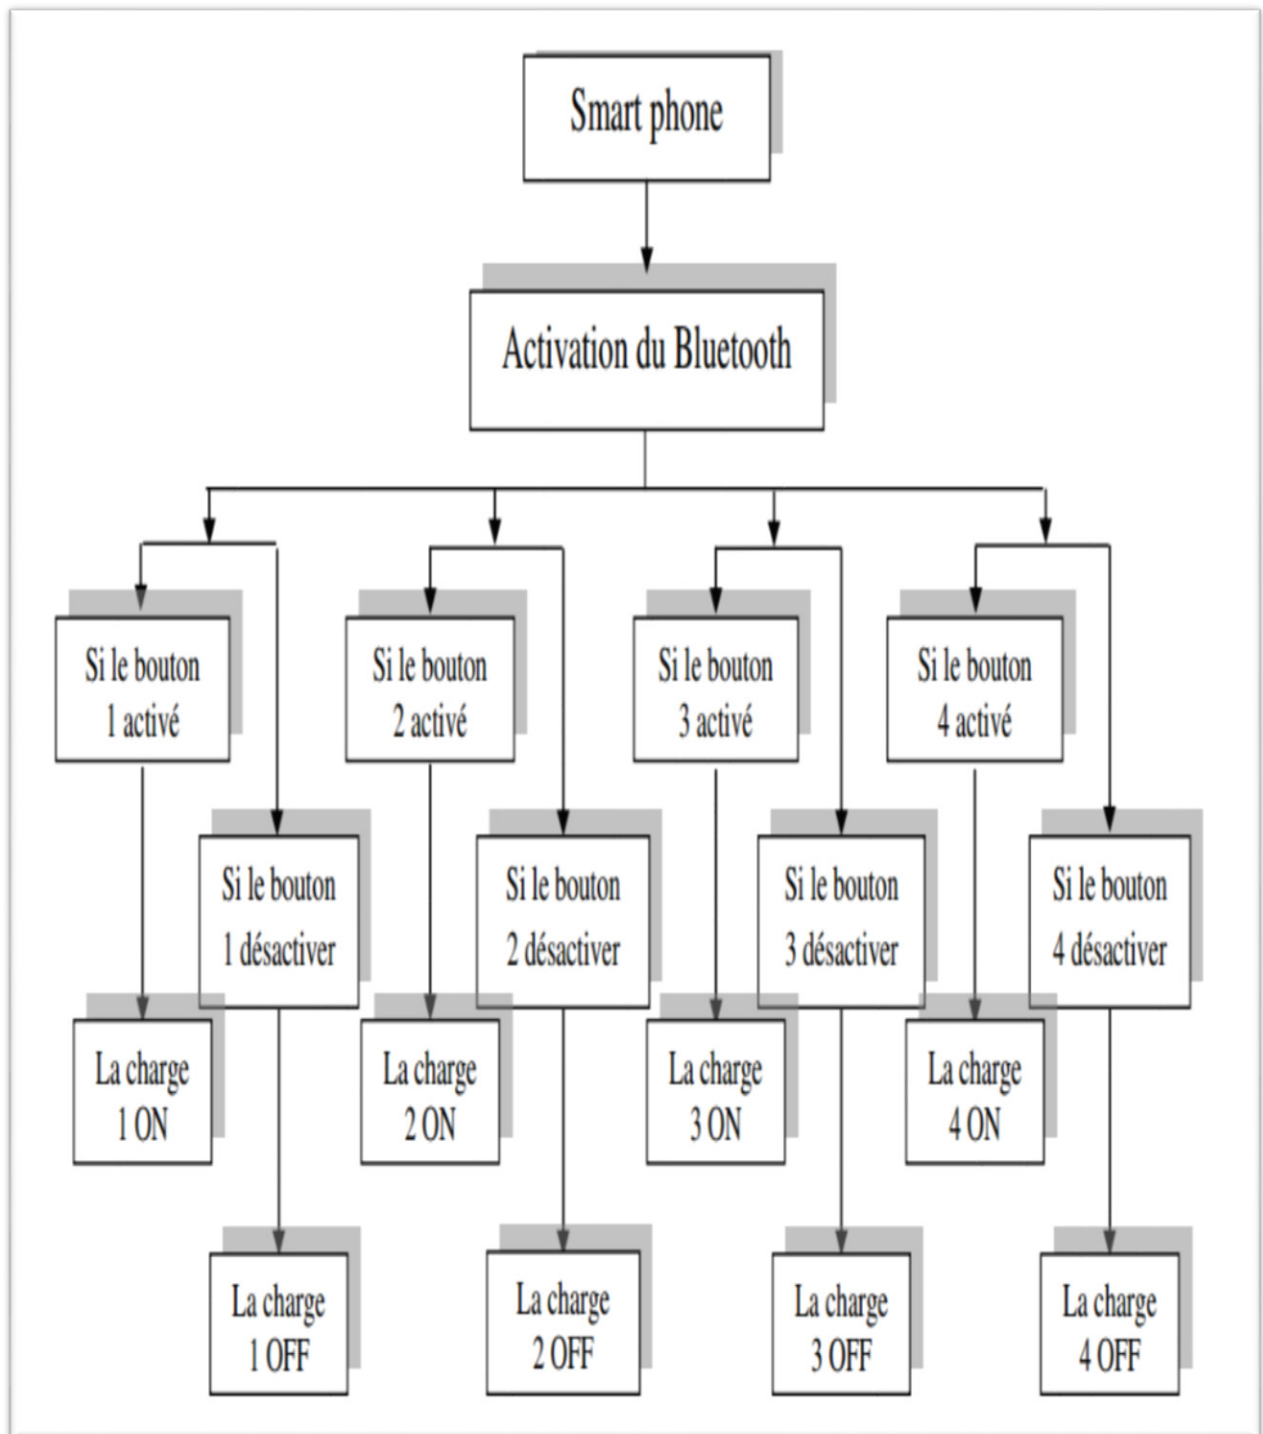 Smart phone
Activation du Bluetooth
Si le bouton
1 activé
Si le bouton
2 activé
Si le bouton
3 activé
Si le bouton
4 activé
Si le bouton
1 désactiver
Si le bouton
2 désactiver
Si le bouton
3 désactiver
Si le bouton
4 désactiver
La charge
1 ON
La charge
2 ON
La charge
3 ON
La charge
4 ON
La charge
1 OFF
La charge
2 OFF
La charge
3 OFF
La charge
4 OFF